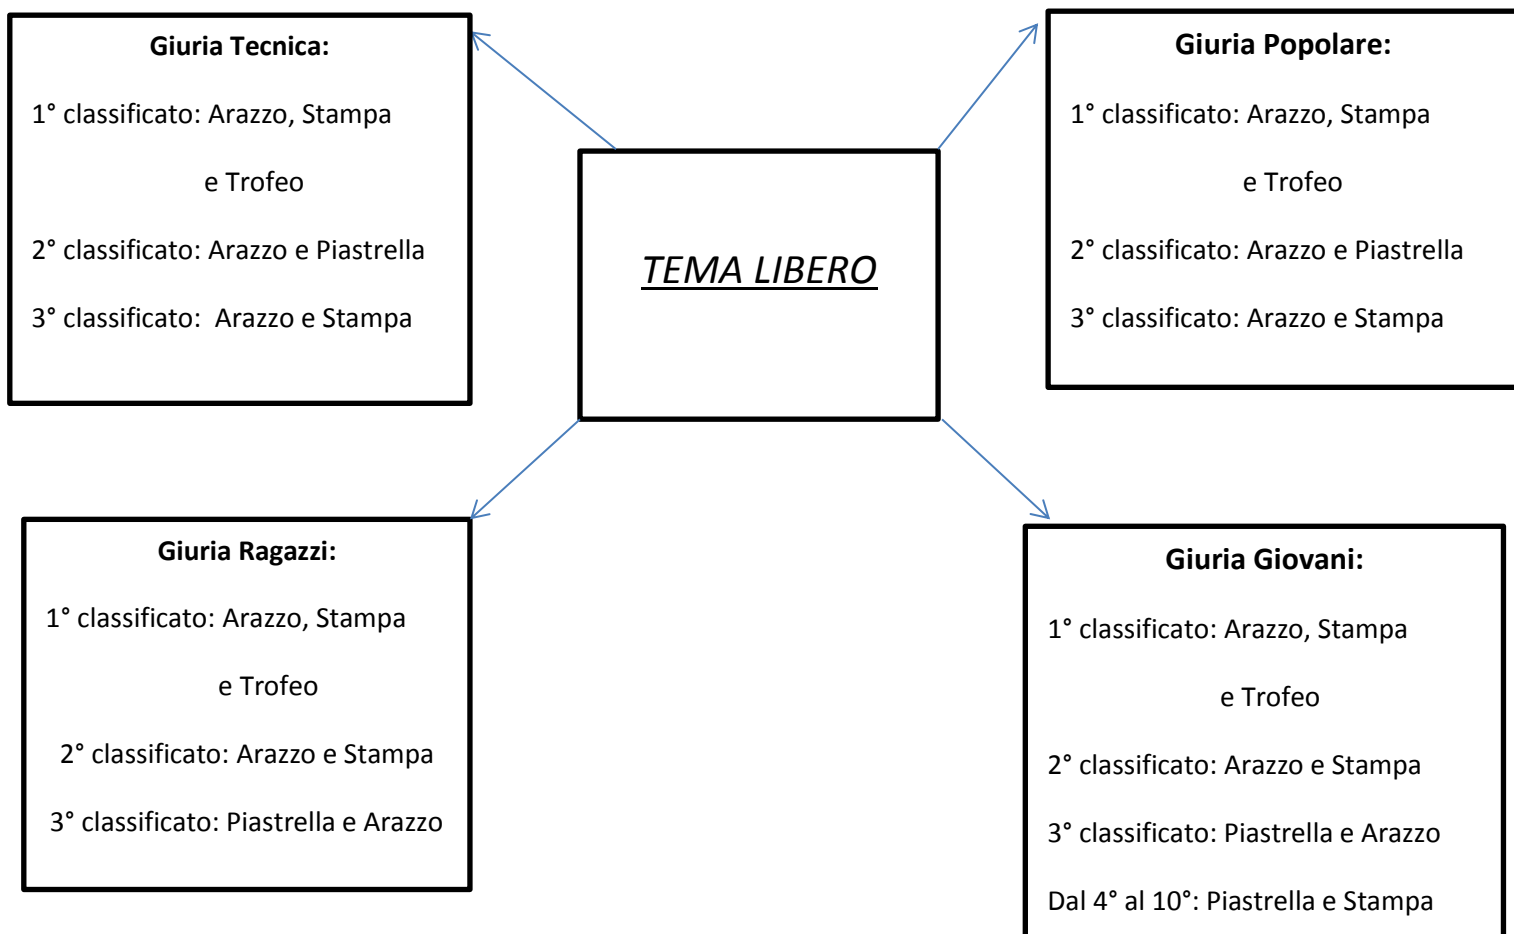 Giuria Tecnica:
1° classificato: Arazzo, Stampa
e Trofeo
2° classificato: Arazzo e Piastrella
3° classificato:  Arazzo e Stampa
Giuria Popolare:
1° classificato: Arazzo, Stampa
e Trofeo
2° classificato: Arazzo e Piastrella
3° classificato: Arazzo e Stampa
TEMA LIBERO
Giuria Ragazzi:
1° classificato: Arazzo, Stampa
e Trofeo
2° classificato: Arazzo e Stampa
3° classificato: Piastrella e Arazzo
Giuria Giovani:
1° classificato: Arazzo, Stampa
e Trofeo
2° classificato: Arazzo e Stampa
3° classificato: Piastrella e Arazzo
Dal 4° al 10°: Piastrella e Stampa